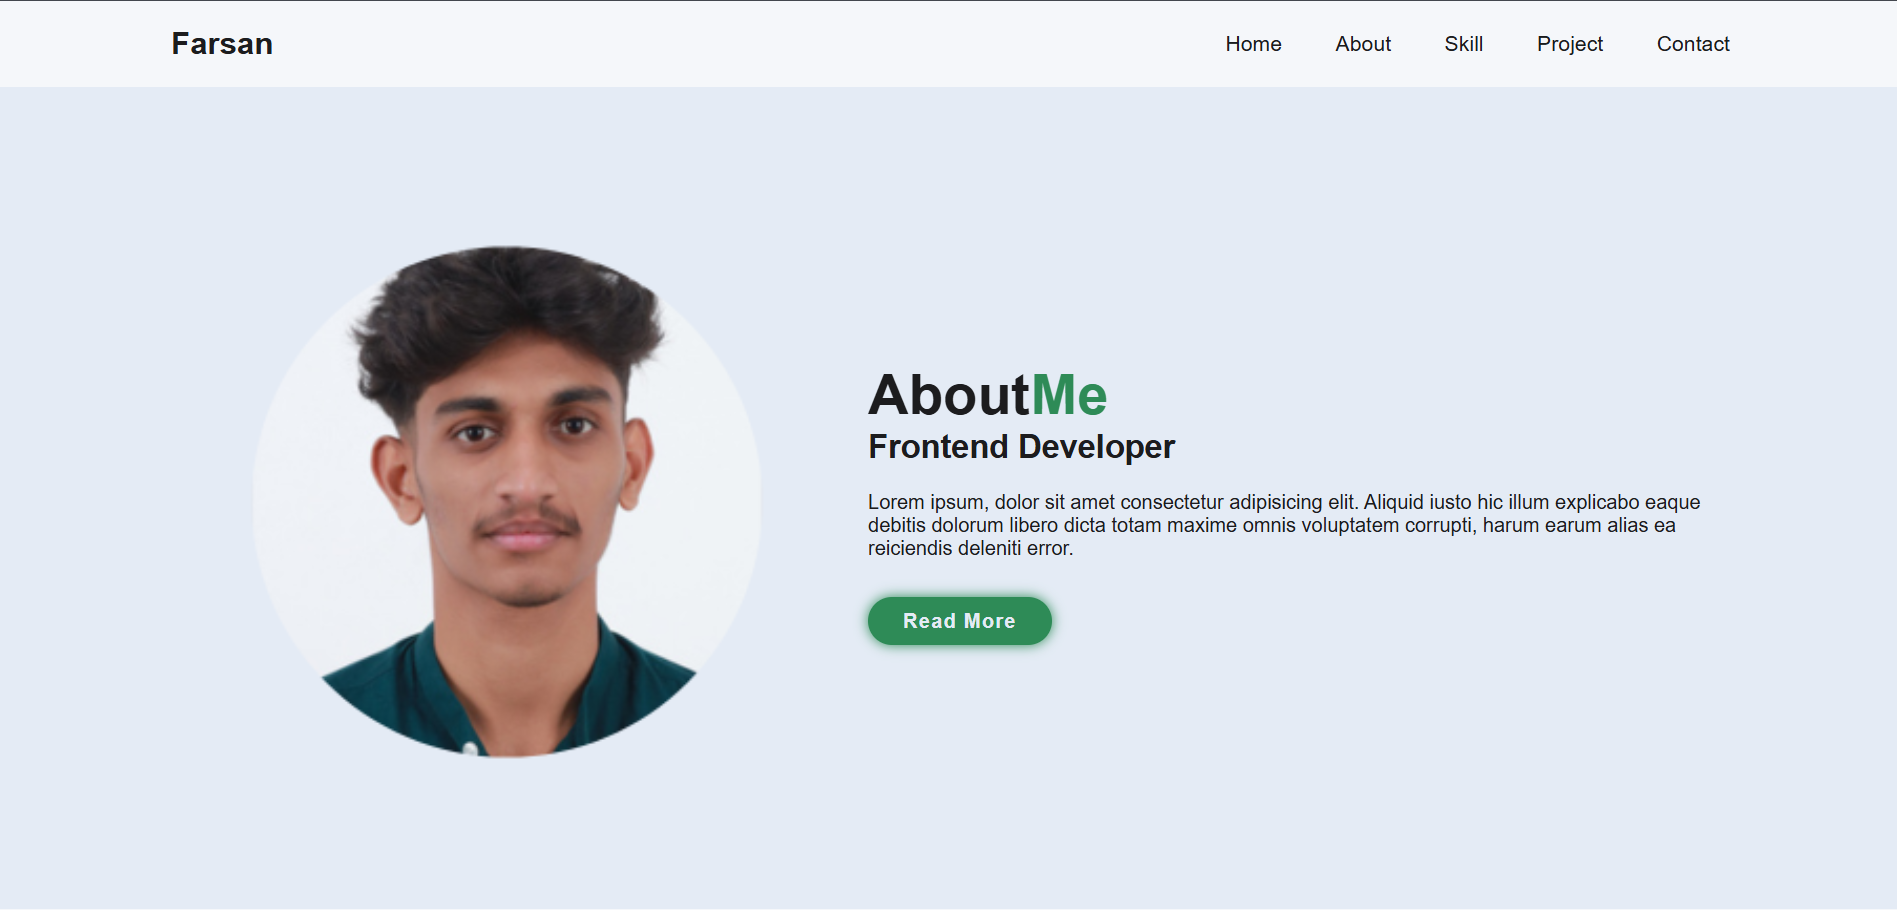 Farsan
Home About Skill Project Contact
AboutMe
Frontend Developer
Lorem ipsum, dolor sit amet consectetur adipisicing elit. Aliquid iusto hic illum explicabo eaque
debitis dolorum libero dicta totam maxime omnis voluptatem corrupti, harum earum alias ea
reiciendis deleniti error.
Read More